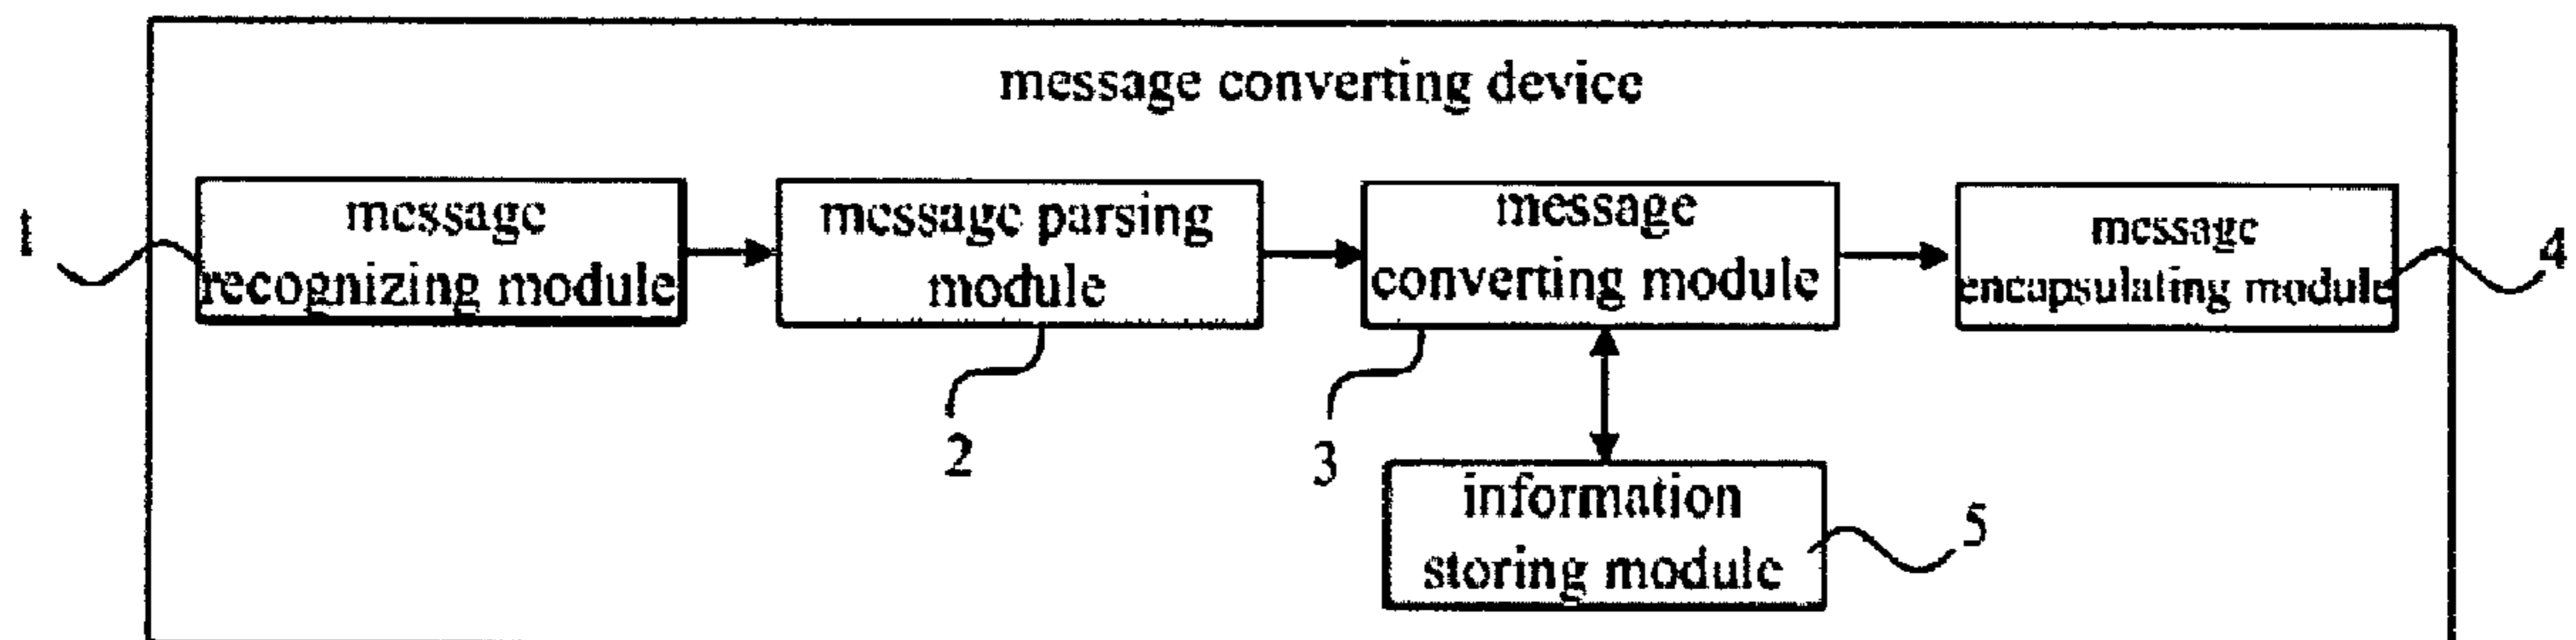 message converting device
1
message
recognizing module
message parsing
module
message
converting module
message
encapsulating module
4
2
3
information
storing module
5